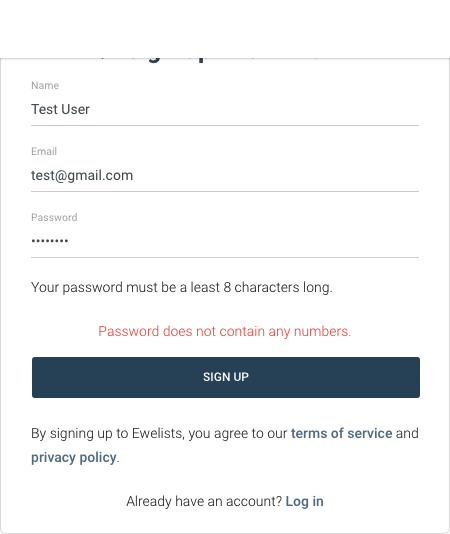 Name
Test User
Email
test@gmail.com
Password
••••••••
Your password must be a least 8 characters long.
Password does not contain any numbers.
SIGN UP
By signing up to Ewelists, you agree to our terms of service and
privacy policy.
Already have an account? Log in